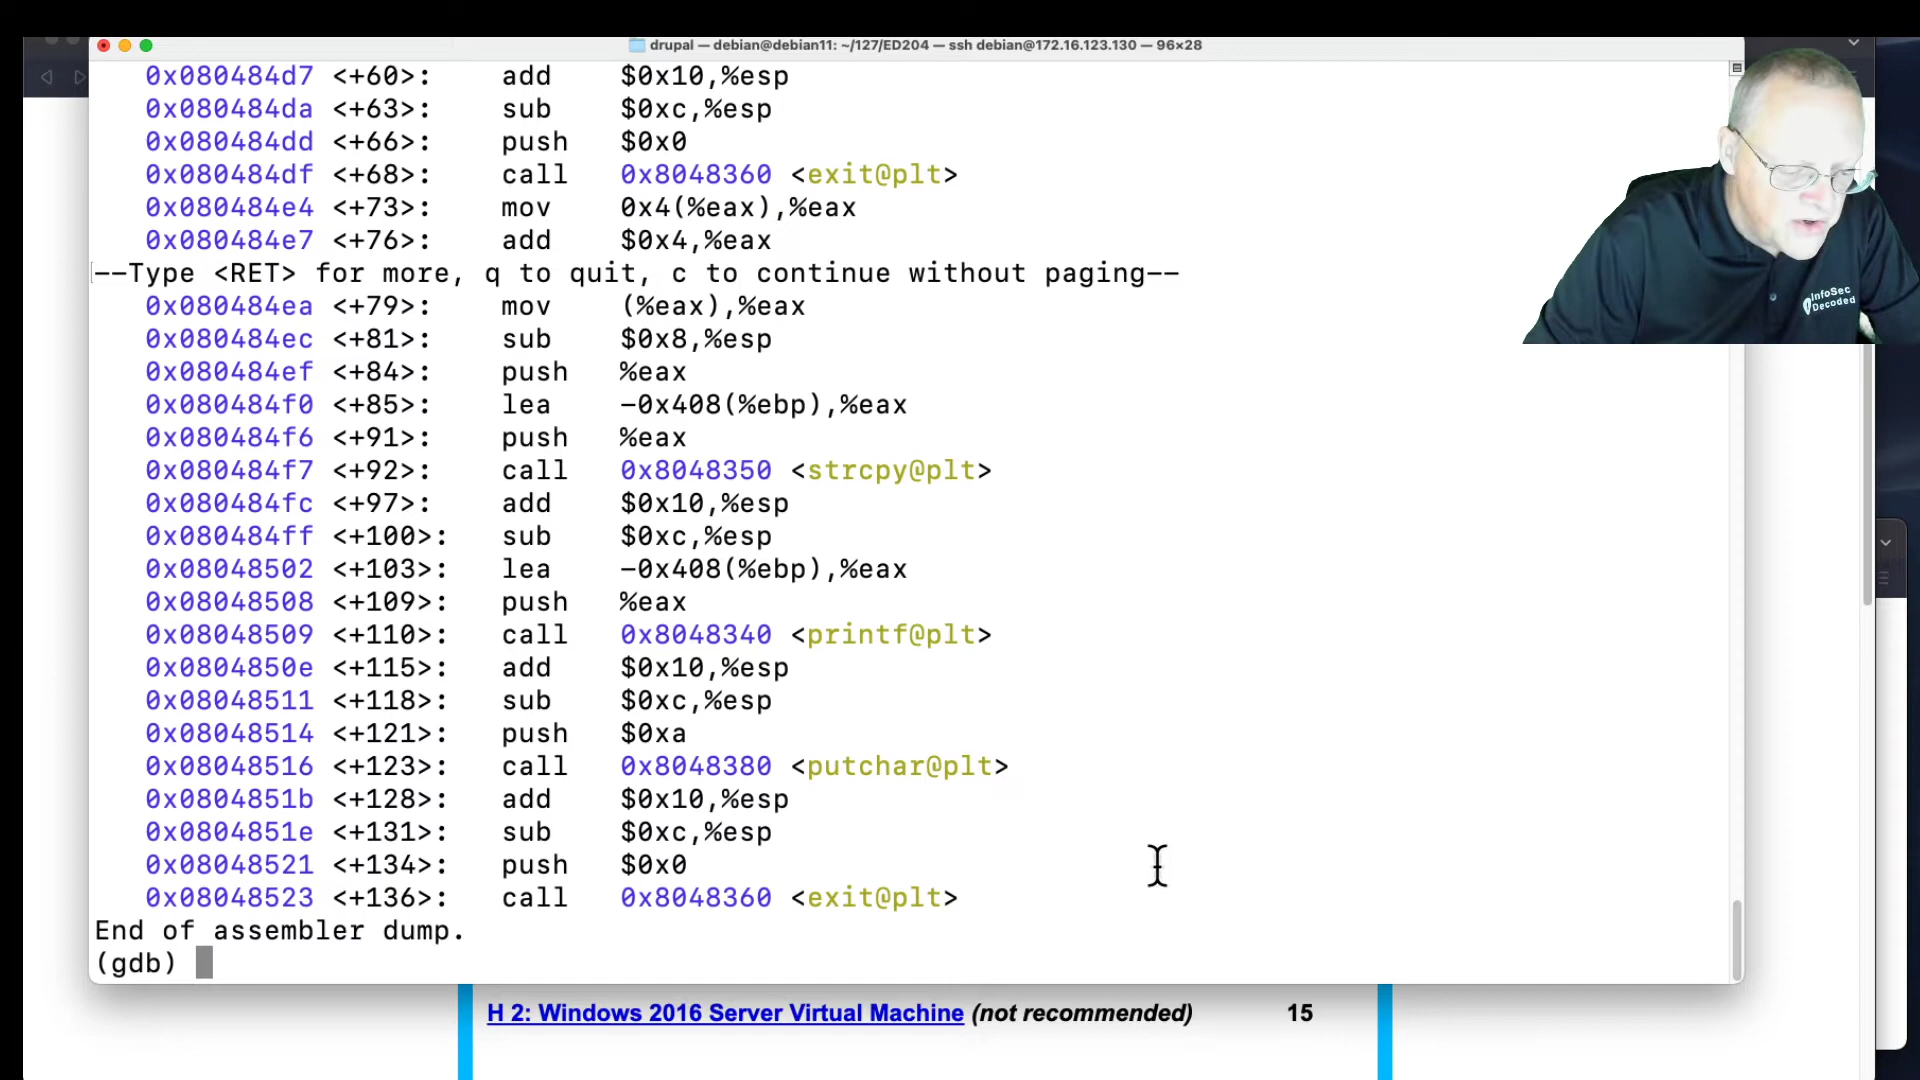 drupal — debian@debian11: ~/127/ED204 — ssh debian@172.16.123.130 — 96×28
0x080484d7 <+60>: add $0x10,%esp
0x080484da <+63>: sub $0xc,%esp
0x080484dd <+66>: push $0x0
0x080484df <+68>: call 0x8048360 <exit@plt>
0x080484e4 <+73>: mov 0x4(%eax),%eax
0x080484e7 <+76>: add $0x4,%eax
--Type <RET> for more, q to quit, c to continue without paging--
0x080484ea <+79>: mov (%eax),%eax
0x080484ec <+81>: sub $0x8,%esp
0x080484ef <+84>: push %eax
0x080484f0 <+85>: lea -0x408(%ebp),%eax
0x080484f6 <+91>: push %eax
0x080484f7 <+92>: call 0x8048350 <strcpy@plt>
0x080484fc <+97>: add $0x10,%esp
0x080484ff <+100>: sub $0xc,%esp
0x08048502 <+103>: lea -0x408(%ebp),%eax
0x08048508 <+109>: push %eax
0x08048509 <+110>: call 0x8048340 <printf@plt>
0x0804850e <+115>: add $0x10,%esp
0x08048511 <+118>: sub $0xc,%esp
0x08048514 <+121>: push $0xa
0x08048516 <+123>: call 0x8048380 <putchar@plt>
0x0804851b <+128>: add $0x10,%esp
0x0804851e <+131>: sub $0xc,%esp
0x08048521 <+134>: push $0x0
0x08048523 <+136>: call 0x8048360 <exit@plt>
End of assembler dump.
(gdb)
InfoSec
Decoded
H 2: Windows 2016 Server Virtual Machine (not recommended) 15